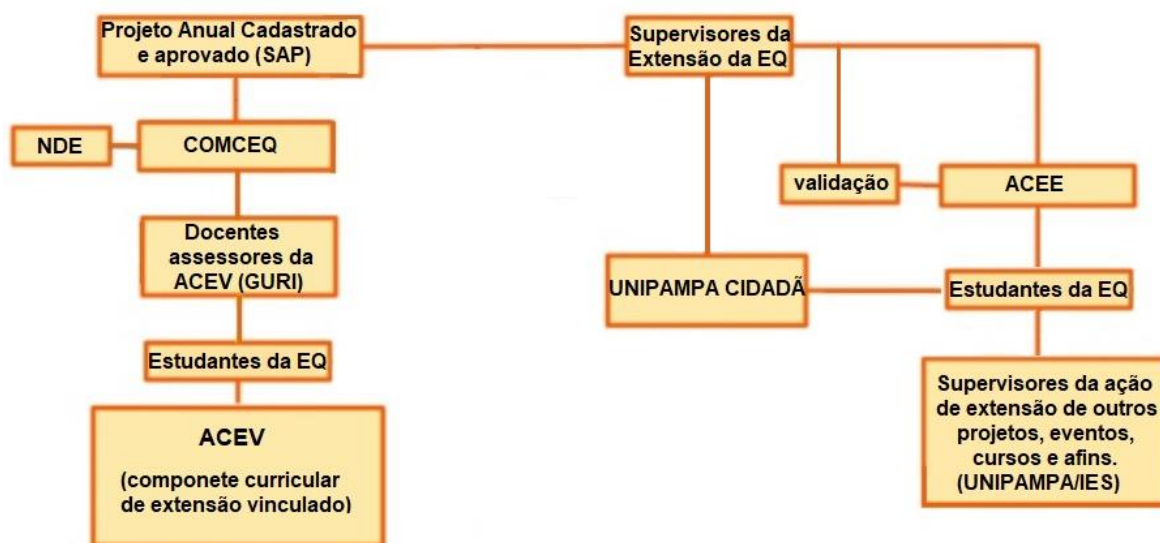 Projeto Anual Cadastrado
e aprovado (SAP)
Supervisores da
Extensão da EQ
NDE
COMCEQ
validação
ACEE
Docentes
assessores da
ACEV (GURI)
UNIPAMPA CIDADÃ
Estudantes da EQ
Estudantes da EQ
ACEV
(componete curricular
de extensão vinculado)
Supervisores da ação
de extensão de outros
projetos, eventos,
cursos e afins.
(UNIPAMPA/IES)